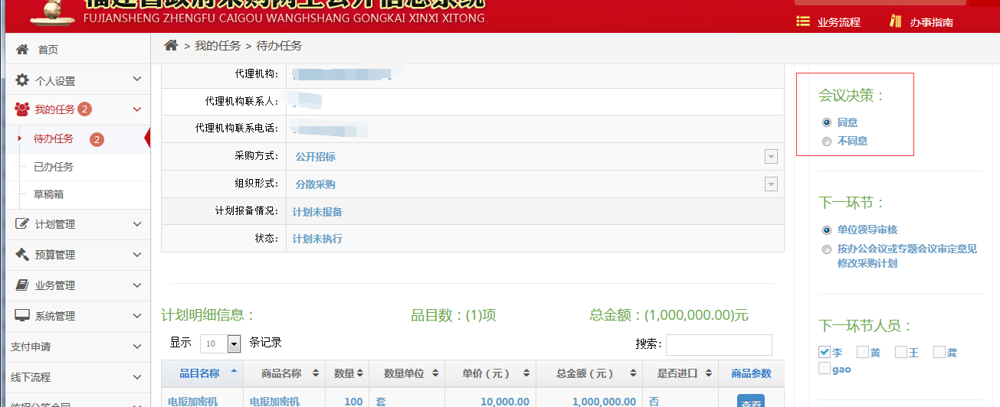 福建省政府采购网上公开信息系统
FUJIANSHENG ZHENGFU CAIGOU WANGHSHANG GONGKAI XINXI XITONG
业务流程
办事指南
首页
个人设置
我的任务 2
待办任务 2
已办任务
草稿箱
计划管理
预算管理
业务管理
系统管理
支付申请
线下流程
> 我的任务 > 待办任务
代理机构:
代理机构联系人:
代理机构联系电话:
采购方式: 公开招标
组织形式: 分散采购
计划报备情况: 计划未报备
状态: 计划未执行
计划明细信息： 品目数：(1)项 总金额：(1,000,000.00)元
显示 10 条记录 搜索:
品目名称 商品名称 数量 数量单位 单价（元） 总金额（元） 是否进口 商品参数
电报加密机 电报加密机 100 套 10,000.00 1,000,000.00 否 查看
会议决策：
同意
不同意
下一环节：
单位领导审核
按办公会议或专题会议审定意见
修改采购计划
下一环节人员：
李 黄 王 龚
gao